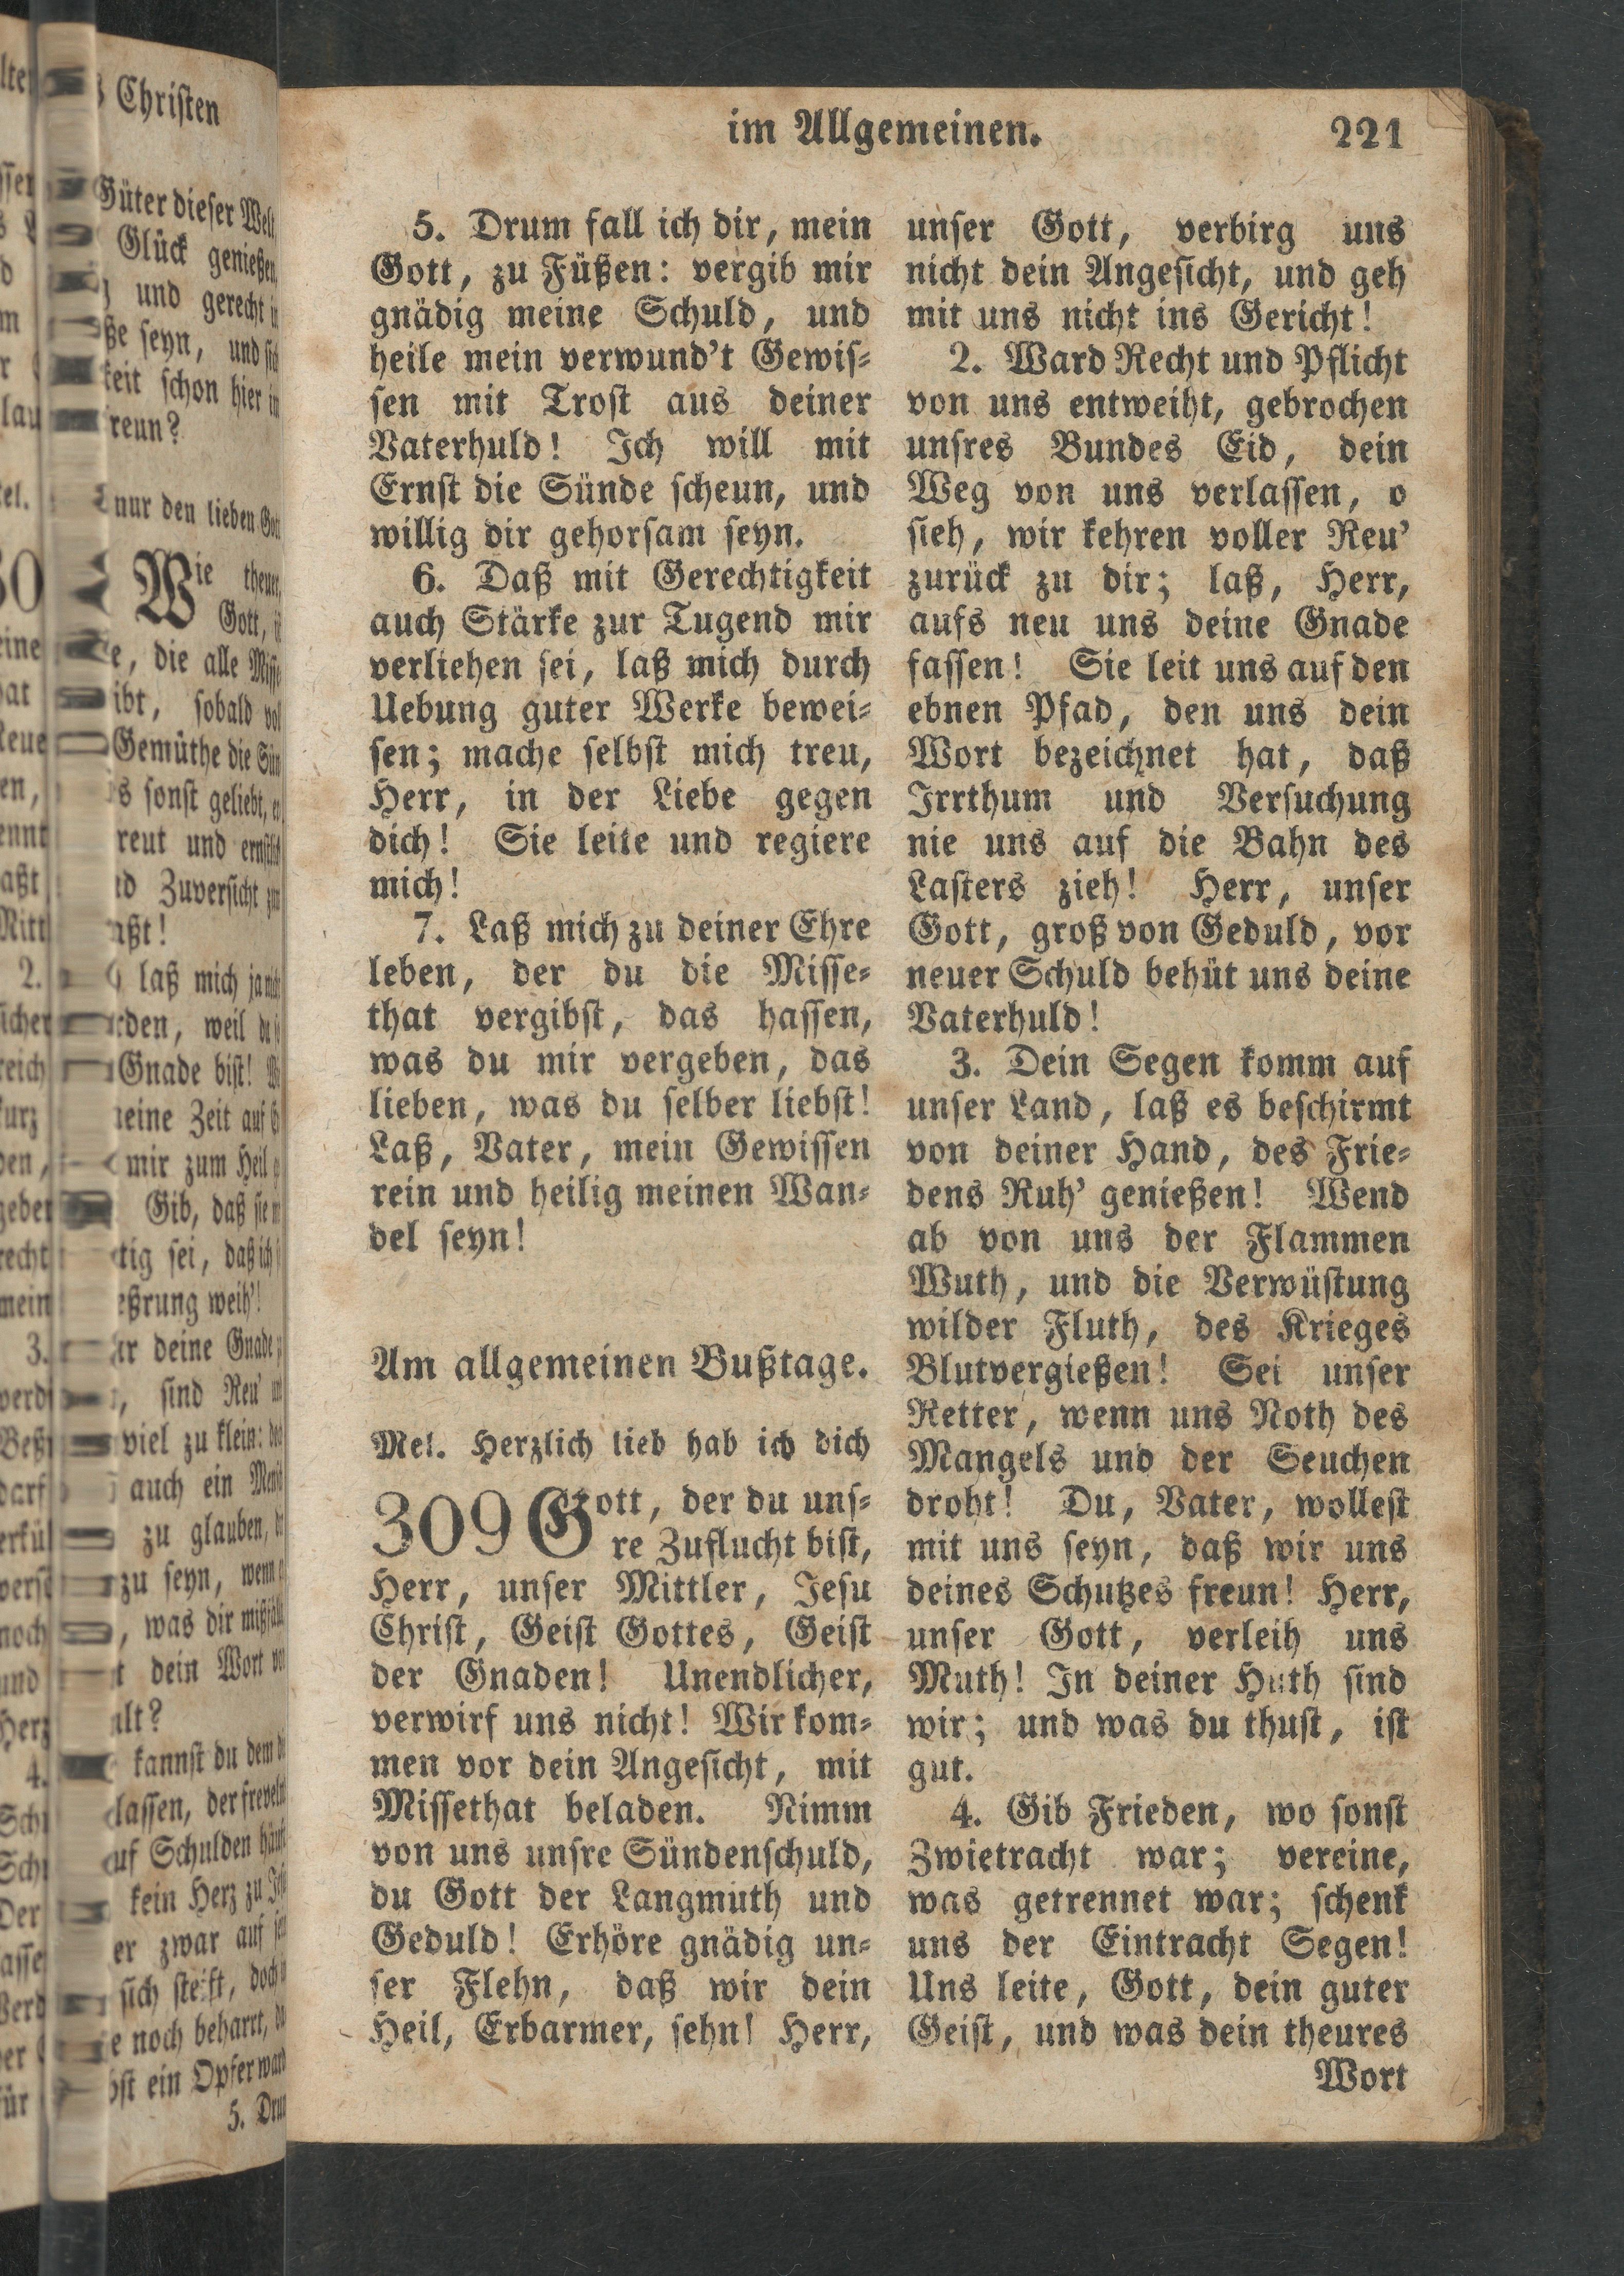 im Allgemeinen.
221
5. Drum fall ich dir, mein
Gott, zu Füßen: vergib mir
gnädig meine Schuld, und
heile mein verwund't Gewis-
sen mit Trost aus deiner
Vaterhuld! Ich will mit
Ernst die Sünde scheun, und
willig dir gehorsam seyn.
6. Daß mit Gerechtigkeit
auch Stärke zur Tugend mir
verliehen sei, laß mich durch
Uebung guter Werke bewei-
sen; mache selbst mich treu,
Herr, in der Liebe gegen
dich! Sie leite und regiere
mich!
7. Laß mich zu deiner Ehre
leben, der du die Misse-
that vergibst, das hassen,
was du mir vergeben, das
lieben, was du selber liebst!
Laß, Vater, mein Gewissen
rein und heilig meinen Wan-
del seyn!
Am allgemeinen Bußtage.
Mel. Herzlich lieb hab ich dich
309 Gott, der du uns-
re Zuflucht bist,
Herr, unser Mittler, Jesu
Christ, Geist Gottes, Geist
der Gnaden! Unendlicher,
verwirf uns nicht! Wir kom-
men vor dein Angesicht, mit
Missethat beladen. Nimm
von uns unsre Sündenschuld,
du Gott der Langmuth und
Geduld! Erhöre gnädig un-
ser Flehn, daß wir dein
Heil, Erbarmer, sehn! Herr,
unser Gott, verbirg uns
nicht dein Angesicht, und geh
mit uns nicht ins Gericht!
2. Ward Recht und Pflicht
von uns entweiht, gebrochen
unsres Bundes Eid, dein
Weg von uns verlassen, o
sieh, wir kehren voller Reu'
zurück zu dir; laß, Herr,
aufs neu uns deine Gnade
fassen! Sie leit uns auf den
ebnen Pfad, den uns dein
Wort bezeichnet hat, daß
Irrthum und Versuchung
nie uns auf die Bahn des
Lasters zieh! Herr, unser
Gott, groß von Geduld, vor
neuer Schuld behüt uns deine
Vaterhuld!
3. Dein Segen komm auf
unser Land, laß es beschirmt
von deiner Hand, des Frie-
dens Ruh' genießen! Wend
ab von uns der Flammen
Wuth, und die Verwüstung
wilder Fluth, des Krieges
Blutvergießen! Sei unser
Retter, wenn uns Noth des
Mangels und der Seuchen
droht! Du, Vater, wollest
mit uns seyn, daß wir uns
deines Schutzes freun! Herr,
unser Gott, verleih uns
Muth! In deiner Huth sind
wir; und was du thust, ist
gut.
4. Gib Frieden, wo sonst
Zwietracht war; vereine,
was getrennet war; schenk
uns der Eintracht Segen!
Uns leite, Gott, dein guter
Geist, und was dein theures
Wort